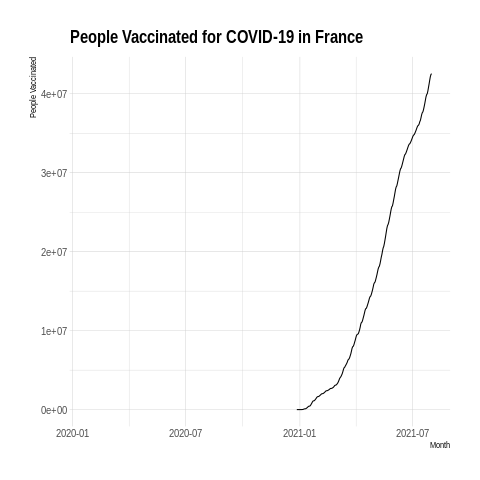 People Vaccinated for COVID-19 in France
People Vaccinated
4e+07
3e+07
2e+07
1e+07
0e+00
2020-01 2020-07 2021-01 2021-07
Month